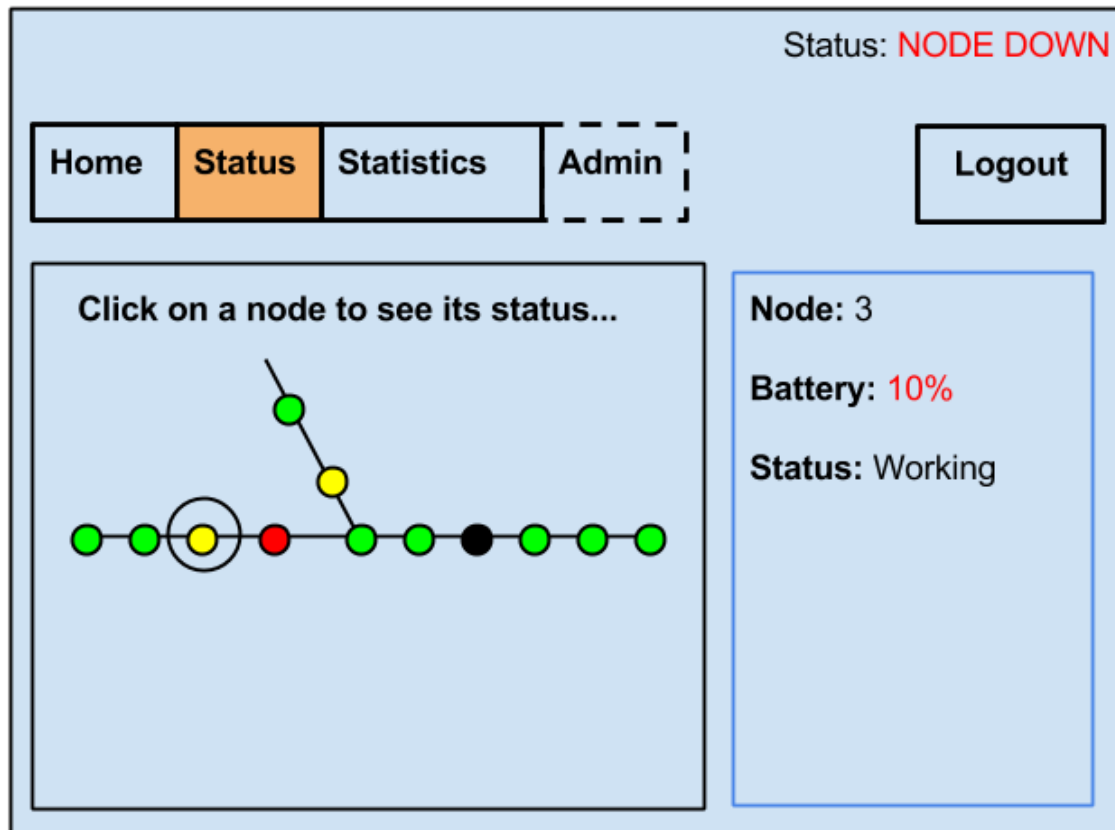 Status: NODE DOWN
Home Status Statistics Admin Logout
Click on a node to see its status...
Node: 3
Battery: 10%
Status: Working